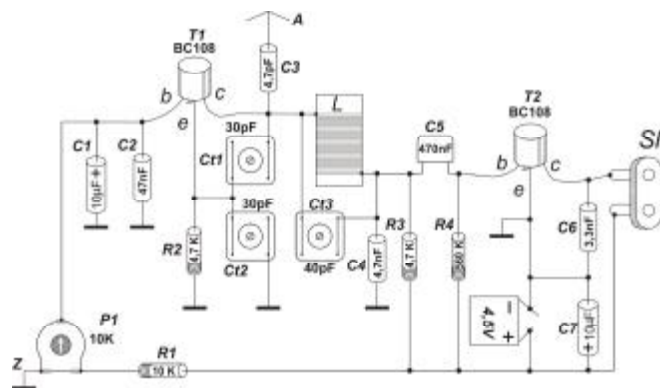 A
T1
BC108
4,7pF
C3
b
c
e
T2
BC108
L
C5
470nF
b
c
e
Sł
30pF
Ct1
C1
10µF +
C2
47nF
30pF
Ct2
Ct3
40pF
R2
4,7 K
C4
4,7nF
R3
4,7 K
R4
60 K
C6
3,3nF
4,5V
C7
+ 10µF
P1
10K
Z
R1
10 K